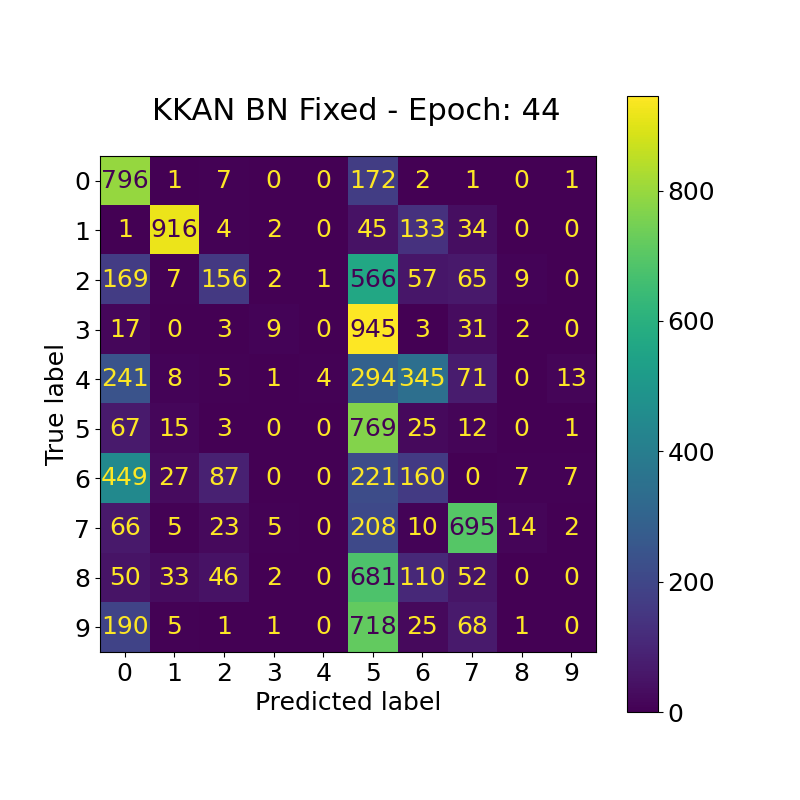 KKAN BN Fixed - Epoch: 44
0 796 1 7 0 0 172 2 1 0 1
1 1 916 4 2 0 45 133 34 0 0
2 169 7 156 2 1 566 57 65 9 0
3 17 0 3 9 0 945 3 31 2 0
4 241 8 5 1 4 294 345 71 0 13
5 67 15 3 0 0 769 25 12 0 1
6 449 27 87 0 0 221 160 0 7 7
7 66 5 23 5 0 208 10 695 14 2
8 50 33 46 2 0 681 110 52 0 0
9 190 5 1 1 0 718 25 68 1 0
0 1 2 3 4 5 6 7 8 9
Predicted label
True label
800
600
400
200
0